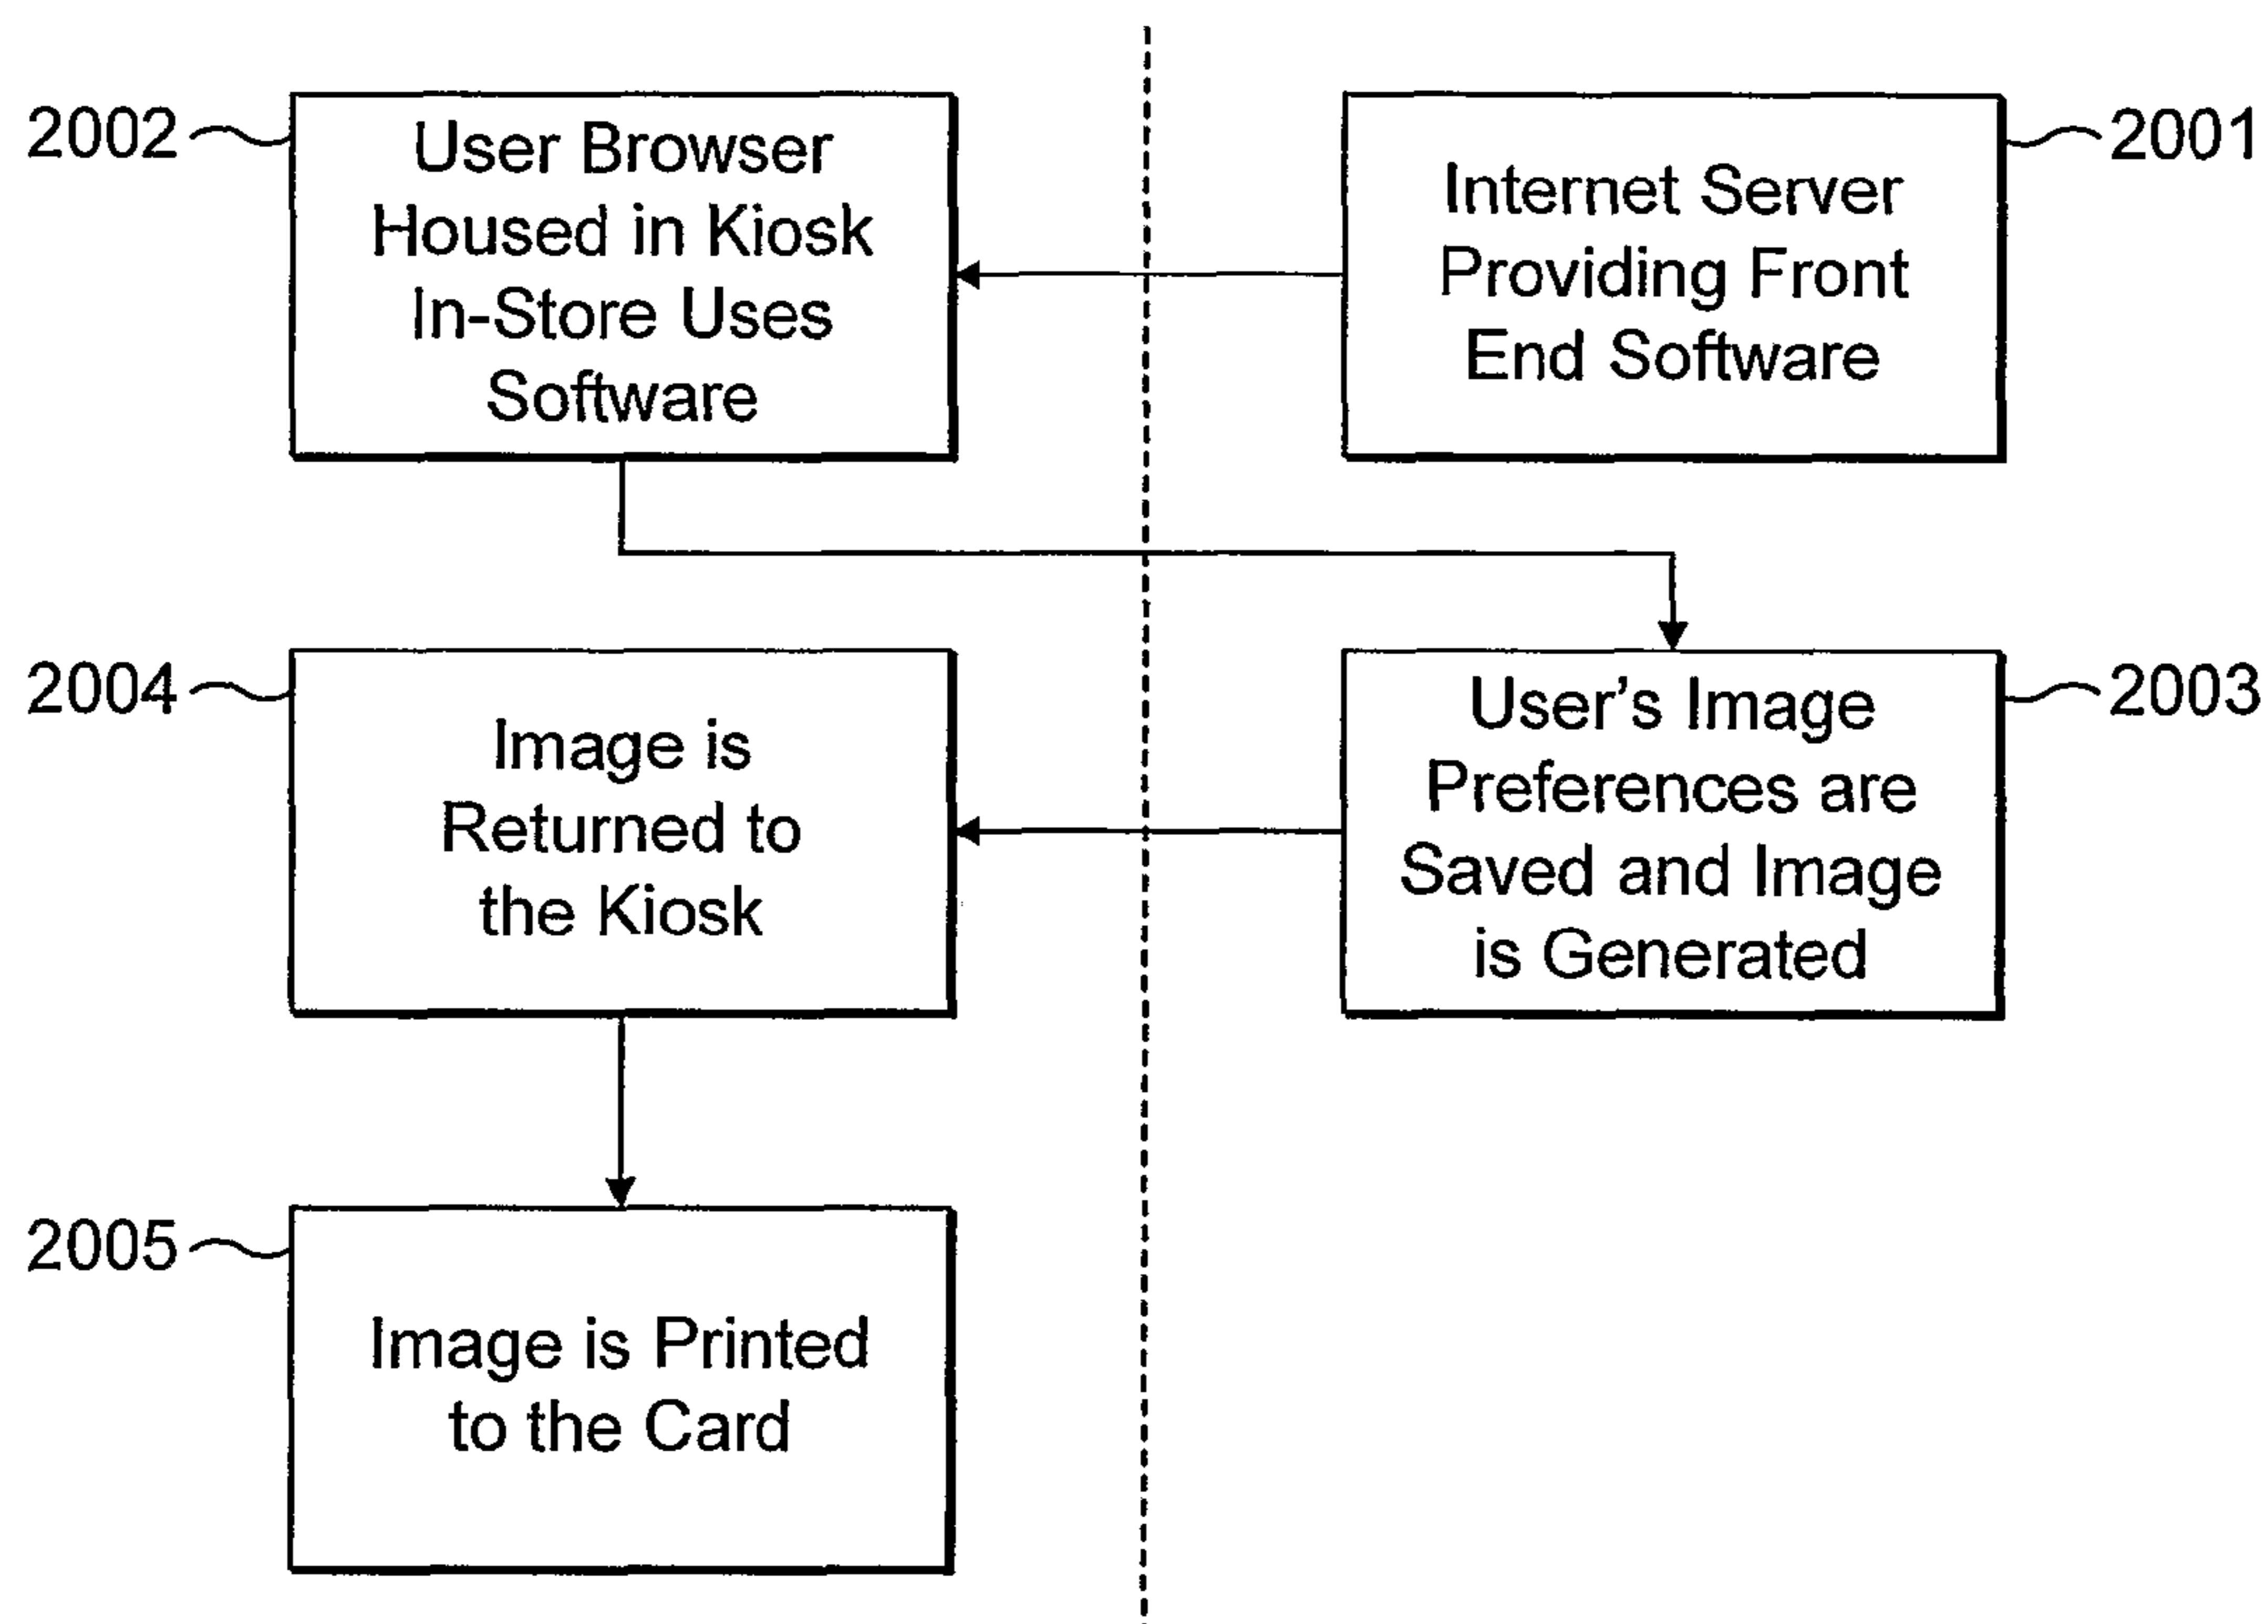 2002
User Browser
Housed in Kiosk
In-Store Uses
Software
2001
Internet Server
Providing Front
End Software
2004
Image is
Returned to
the Kiosk
2003
User’s Image
Preferences are
Saved and Image
is Generated
2005
Image is Printed
to the Card